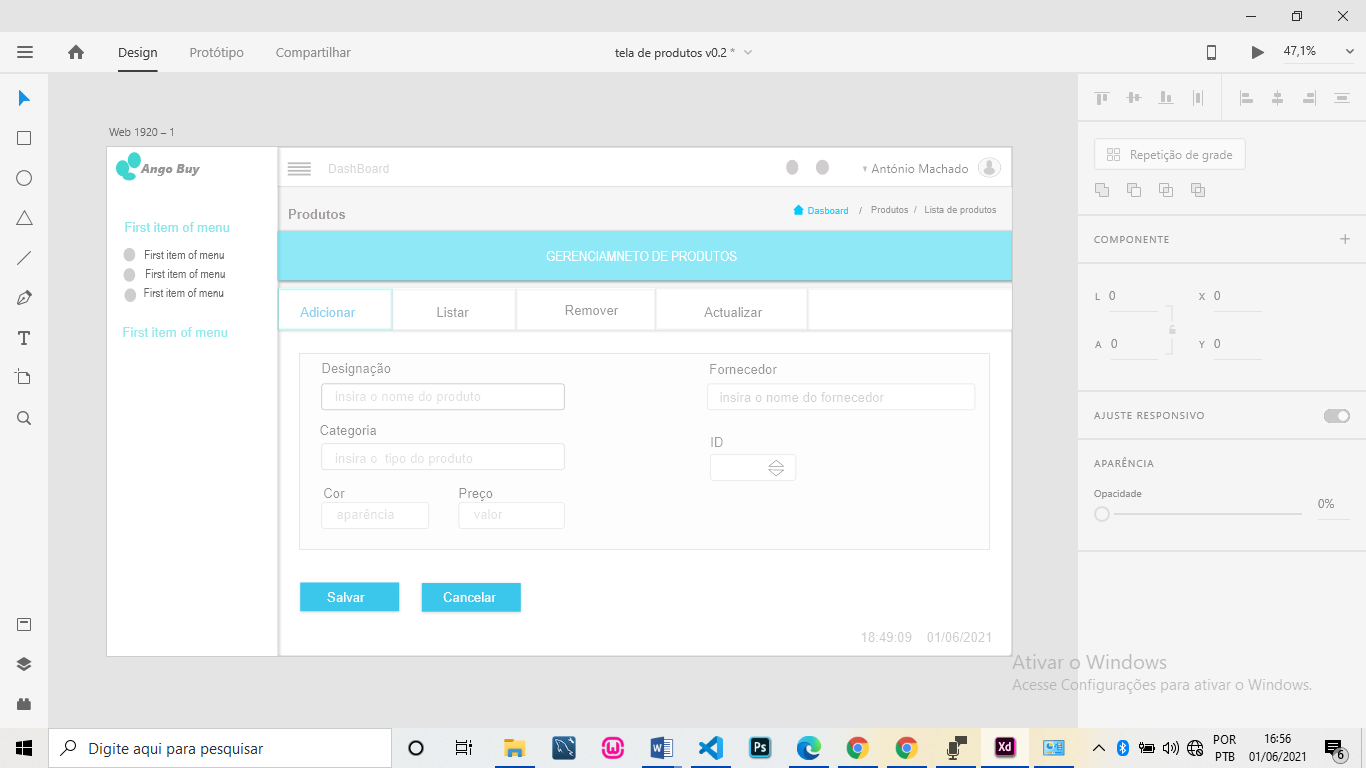 Design
Protótipo
Compartilhar
tela de produtos v0.2 *
47,1%
Web 1920 – 1
Ango Buy
DashBoard
António Machado
Produtos
Dasboard / Produtos / Lista de produtos
First item of menu
First item of menu
First item of menu
First item of menu
First item of menu
GERENCIAMNETO DE PRODUTOS
Adicionar
Listar
Remover
Actualizar
Designação
insira o nome do produto
Fornecedor
insira o nome do fornecedor
Categoria
insira o tipo do produto
ID
Cor
aparência
Preço
valor
Salvar
Cancelar
18:49:09 01/06/2021
Repetição de grade
COMPONENTE
L 0
X 0
A 0
Y 0
AJUSTE RESPONSIVO
APARÊNCIA
Opacidade
0%
Ativar o Windows
Acesse Configurações para ativar o Windows.
Digite aqui para pesquisar
W
Ps
Xd
POR
PTB
16:56
01/06/2021
6